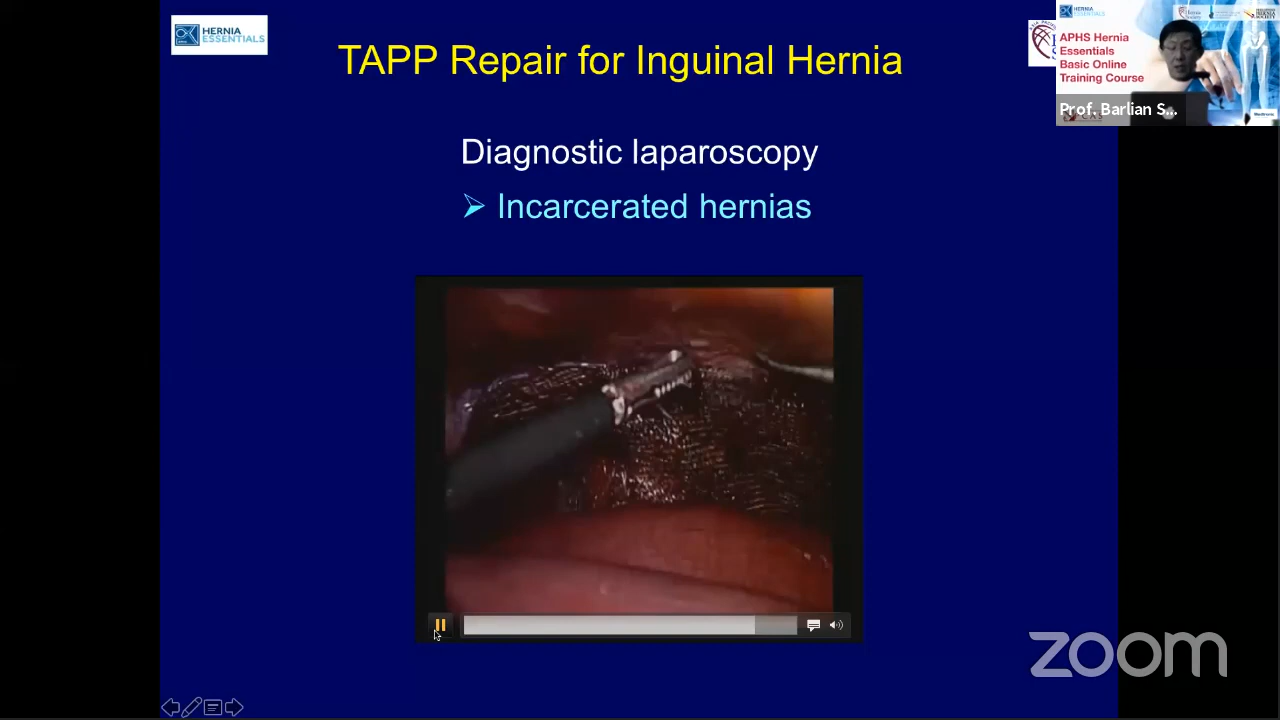 HERNIA
ESSENTIALS
TAPP Repair for Inguinal Hernia
HERNIA
ESSENTIALS
APHS Hernia
Essentials
Basic Online
Training Course
Prof. Barlian S...
Diagnostic laparoscopy
Incarcerated hernias
zoom